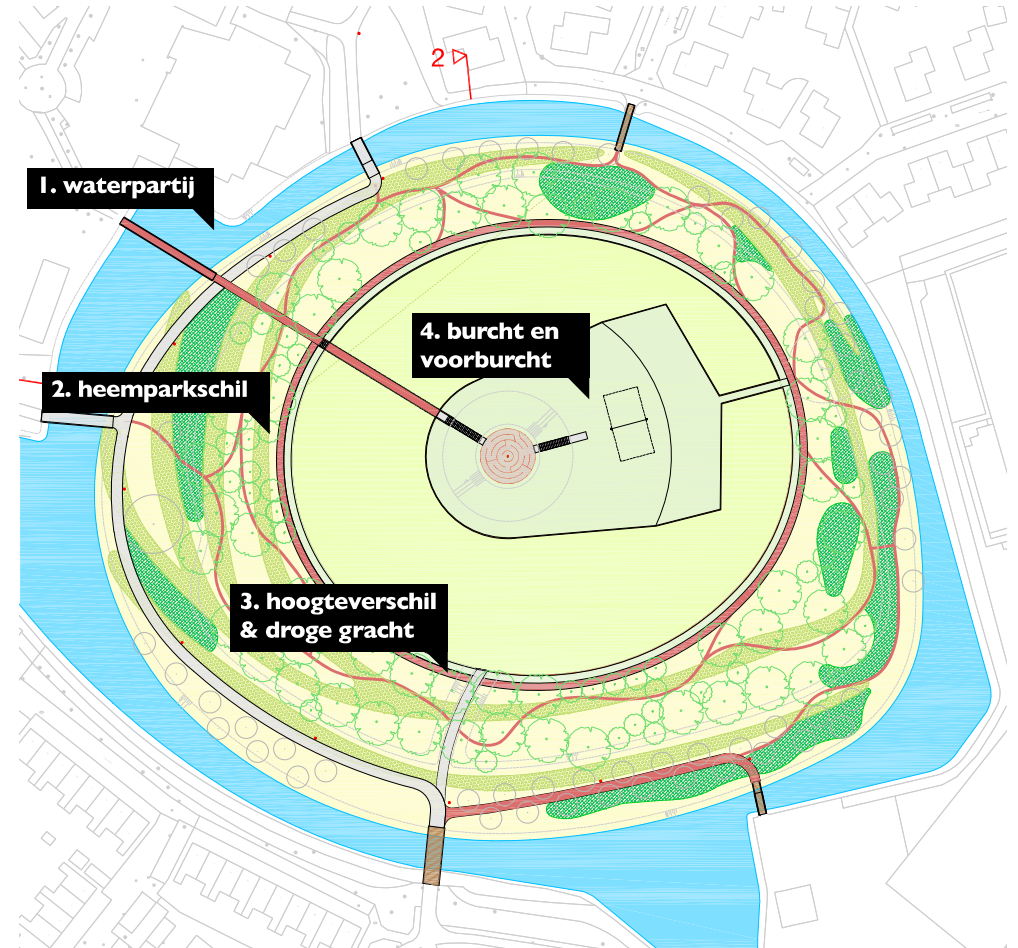 2
1. waterpartij
4. burcht en
voorburcht
2. heemparkschil
3. hoogteverschil
& droge gracht